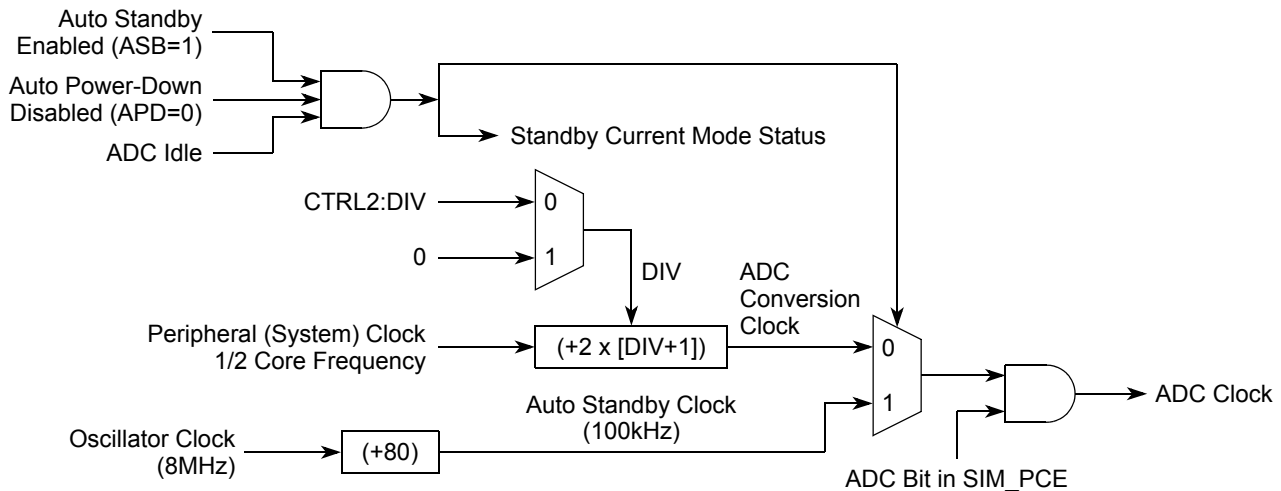 Auto Standby
Enabled (ASB=1)
Auto Power-Down
Disabled (APD=0)
ADC Idle
Standby Current Mode Status
CTRL2:DIV
0
0
1
DIV
ADC
Conversion
Clock
Peripheral (System) Clock
1/2 Core Frequency
(+2 x [DIV+1])
0
1
ADC Clock
Auto Standby Clock
(100kHz)
Oscillator Clock
(8MHz)
(+80)
ADC Bit in SIM_PCE